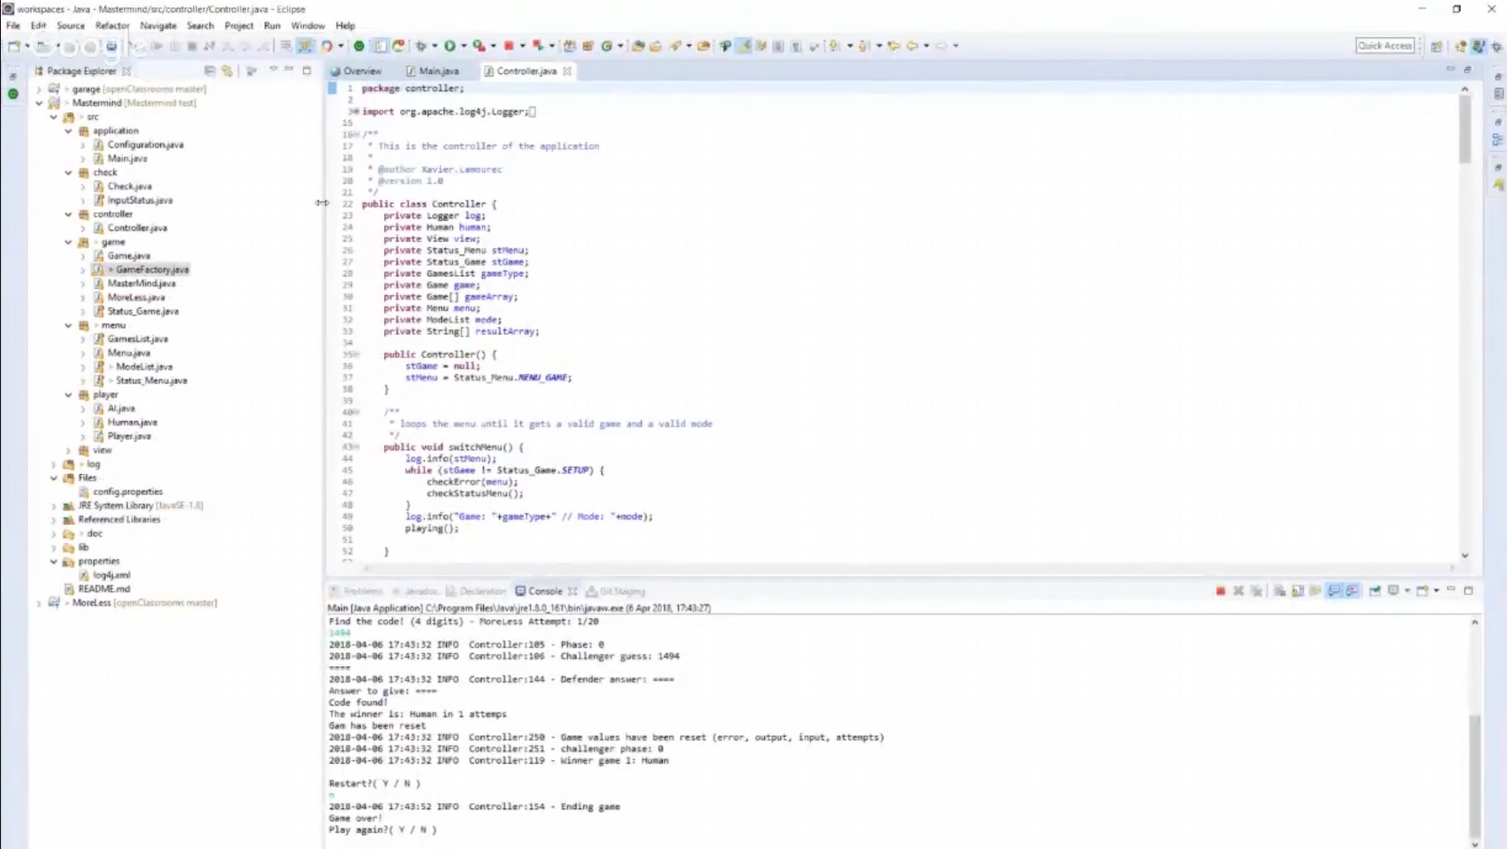 workspaces - Java - Mastermind/src/controller/Controller.java - Eclipse
File Edit Source Refactor Navigate Search Project Run Window Help
Google
Quick Access
Package Explorer
garage [openClassrooms master]
Mastermind [Mastermind test]
src
application
Configuration.java
Main.java
check
Check.java
InputStatus.java
controller
Controller.java
> game
Game.java
> GameFactory.java
MasterMind.java
MoreLess.java
Status_Game.java
> menu
GamesList.java
Menu.java
> ModeList.java
> Status_Menu.java
player
AI.java
Human.java
Player.java
view
log
Files
config.properties
JRE System Library [JavaSE-1.8]
Referenced Libraries
> doc
lib
properties
log4j.xml
README.md
MoreLess [openClassrooms master]
Overview Main.java Controller.java
1 package controller;
2
3 import org.apache.log4j.Logger;
15
16 /**
17 * This is the controller of the application
18 *
19 * @author Xavier.Lamourec
20 * @version 1.0
21 */
22 public class Controller {
23 private Logger log;
24 private Human human;
25 private View view;
26 private Status_Menu stMenu;
27 private Status_Game stGame;
28 private GamesList gameType;
29 private Game game;
30 private Game[] gameArray;
31 private Menu menu;
32 private ModeList mode;
33 private String[] resultArray;
34
35 public Controller() {
36 stGame = null;
37 stMenu = Status_Menu.MENU_GAME;
38 }
39
40 /**
41 * loops the menu until it gets a valid game and a valid mode
42 */
43 public void switchMenu() {
44 log.info(stMenu);
45 while (stGame != Status_Game.SETUP) {
46 checkError(menu);
47 checkStatusMenu();
48 }
49 log.info("Game: "+gameType+" // Mode: "+mode);
50 playing();
51
52 }
Problems Javadoc Declaration Console Git Staging
Main [Java Application] C:\Program Files\Java\jre1.8.0_161\bin\javaw.exe (6 Apr 2018, 17:43:27)
Find the code! (4 digits) - MoreLess Attempt: 1/20
1494
2018-04-06 17:43:32 INFO Controller:105 - Phase: 0
2018-04-06 17:43:32 INFO Controller:106 - Challenger guess: 1494
====
2018-04-06 17:43:32 INFO Controller:144 - Defender answer: ====
Answer to give: ====
Code found!
The winner is: Human in 1 attemps
Gam has been reset
2018-04-06 17:43:32 INFO Controller:250 - Game values have been reset (error, output, input, attempts)
2018-04-06 17:43:32 INFO Controller:251 - challenger phase: 0
2018-04-06 17:43:32 INFO Controller:119 - Winner game 1: Human
Restart?( Y / N )
n
2018-04-06 17:43:52 INFO Controller:154 - Ending game
Game over!
Play again?( Y / N )